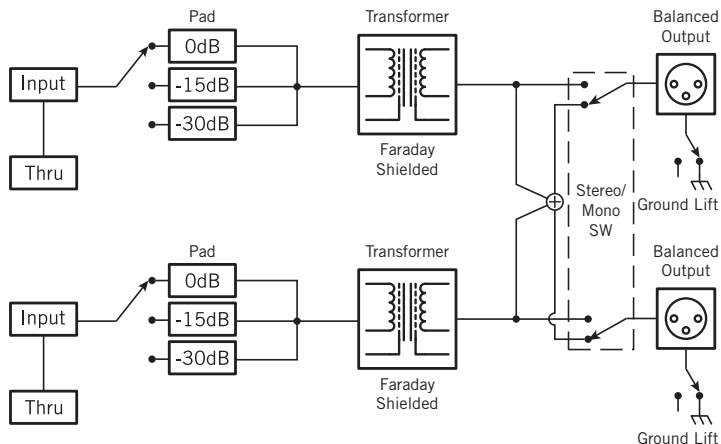 Pad
Transformer
Balanced
Output
0dB
Input
-15dB
-30dB
Thru
Faraday
Shielded
Stereo/
Mono
SW
Ground Lift
Pad
Transformer
Balanced
Output
0dB
Input
-15dB
-30dB
Thru
Faraday
Shielded
Ground Lift